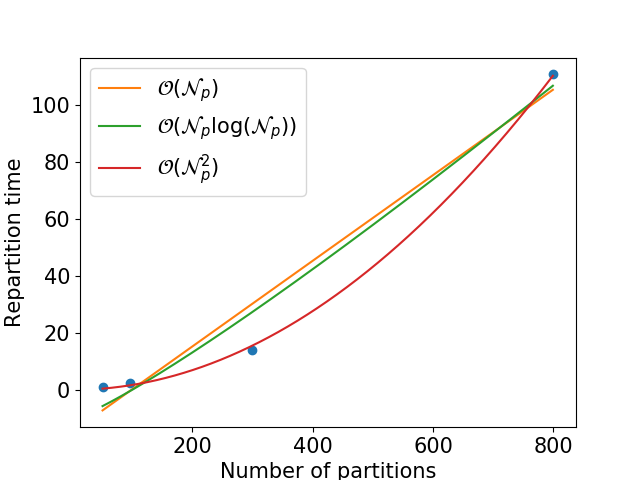 𝒪(𝒩ₚ)
𝒪(𝒩ₚlog(𝒩ₚ))
𝒪(𝒩ₚ²)
100
80
60
40
20
0
Repartition time
200 400 600 800
Number of partitions